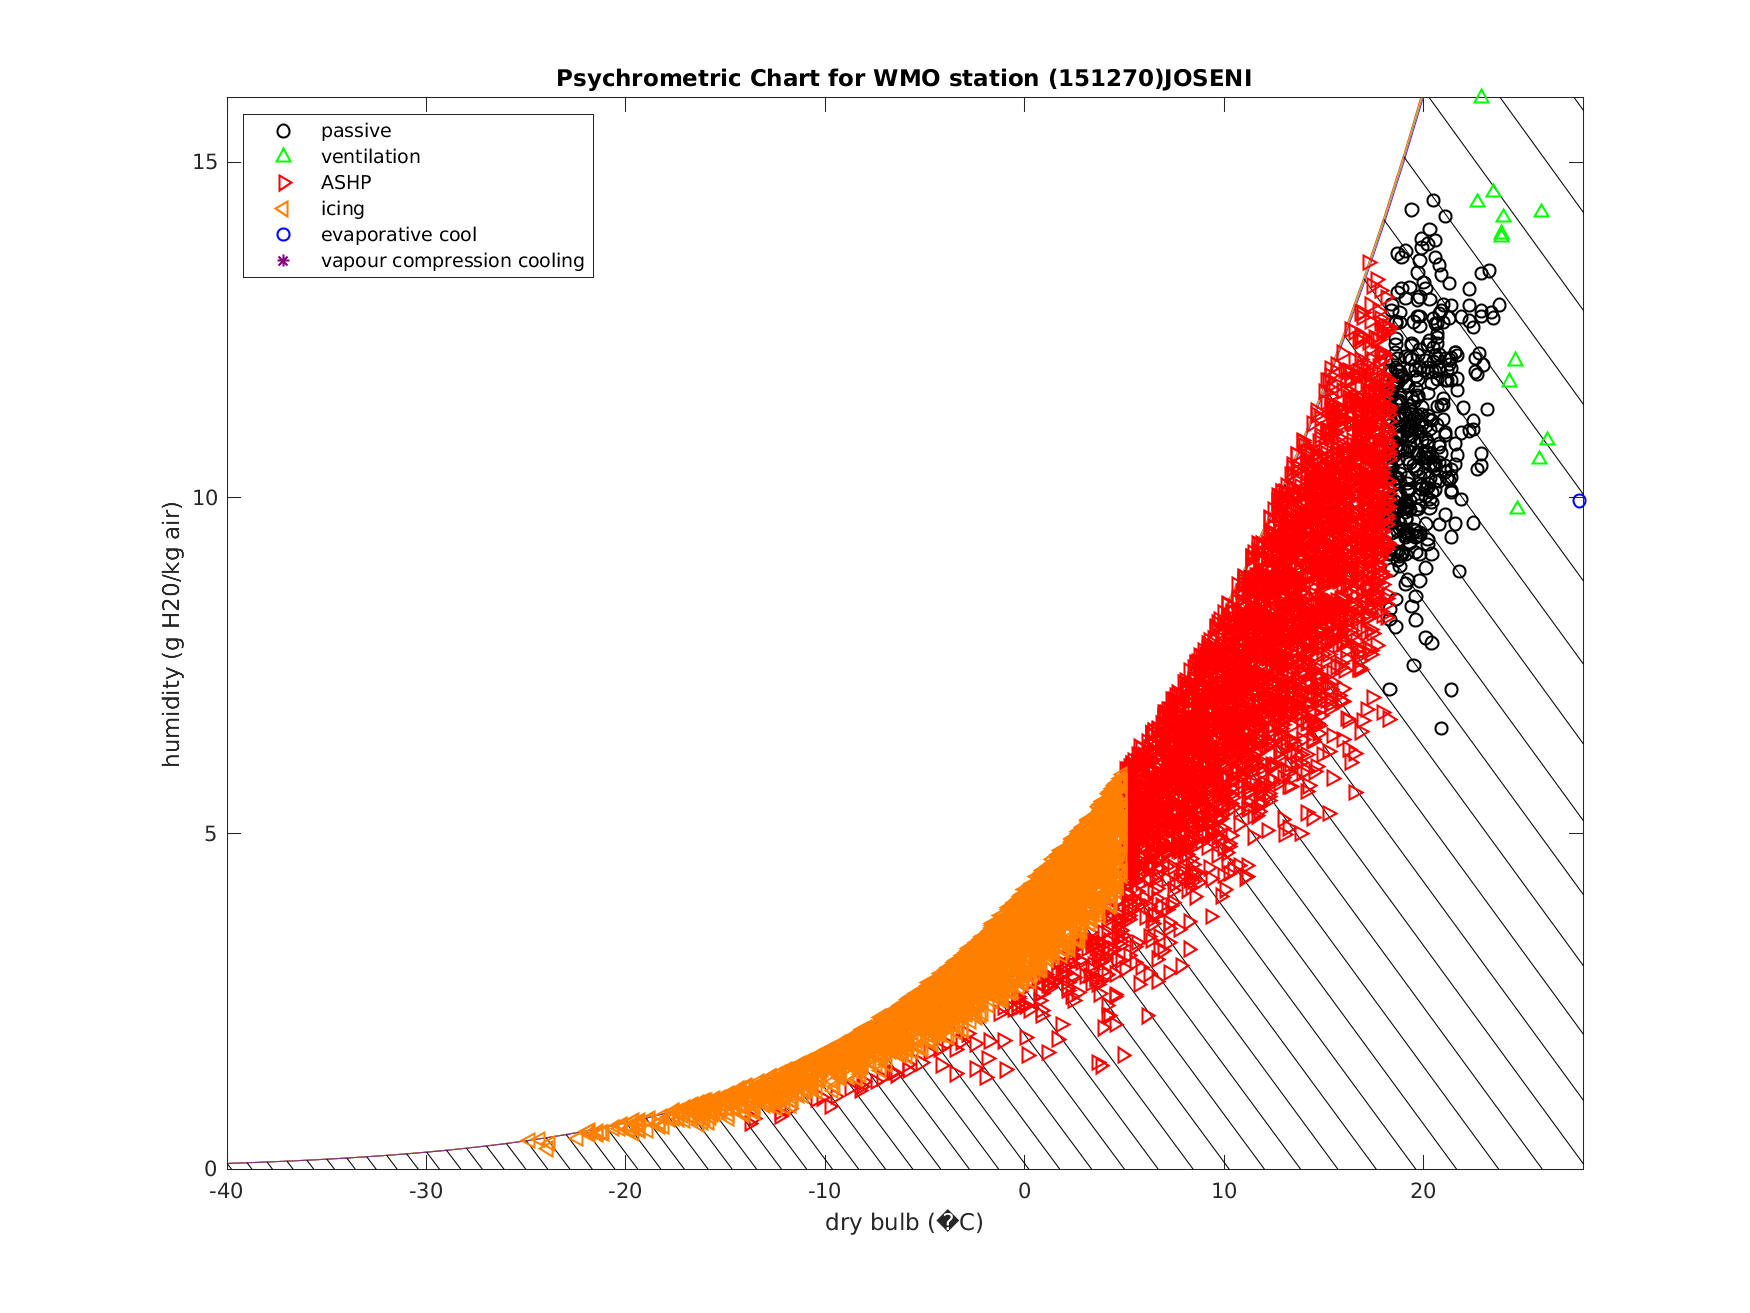 Psychrometric Chart for WMO station (151270)JOSENI
passive
ventilation
ASHP
icing
evaporative cool
vapour compression cooling
humidity (g H20/kg air)
15
10
5
0
-40 -30 -20 -10 0 10 20
dry bulb (�C)